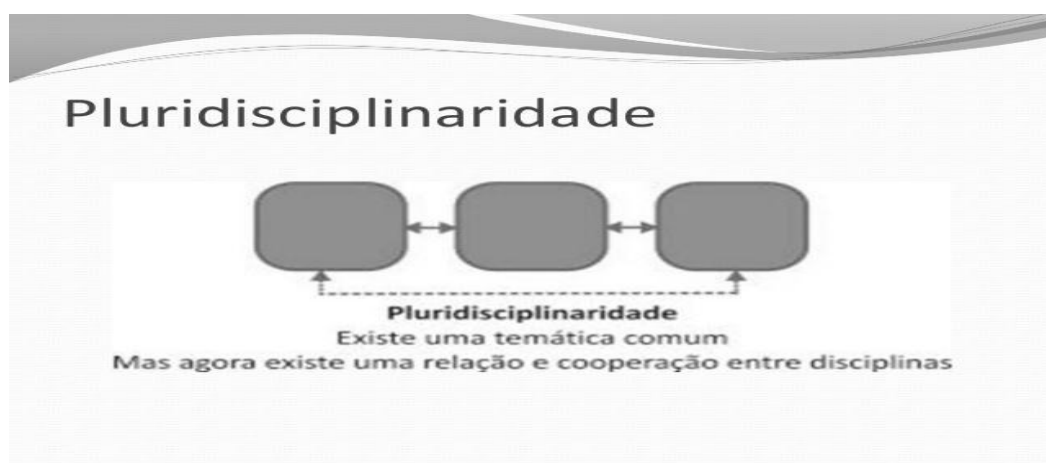 Pluridisciplinaridade
Pluridisciplinaridade
Existe uma temática comum
Mas agora existe uma relação e cooperação entre disciplinas